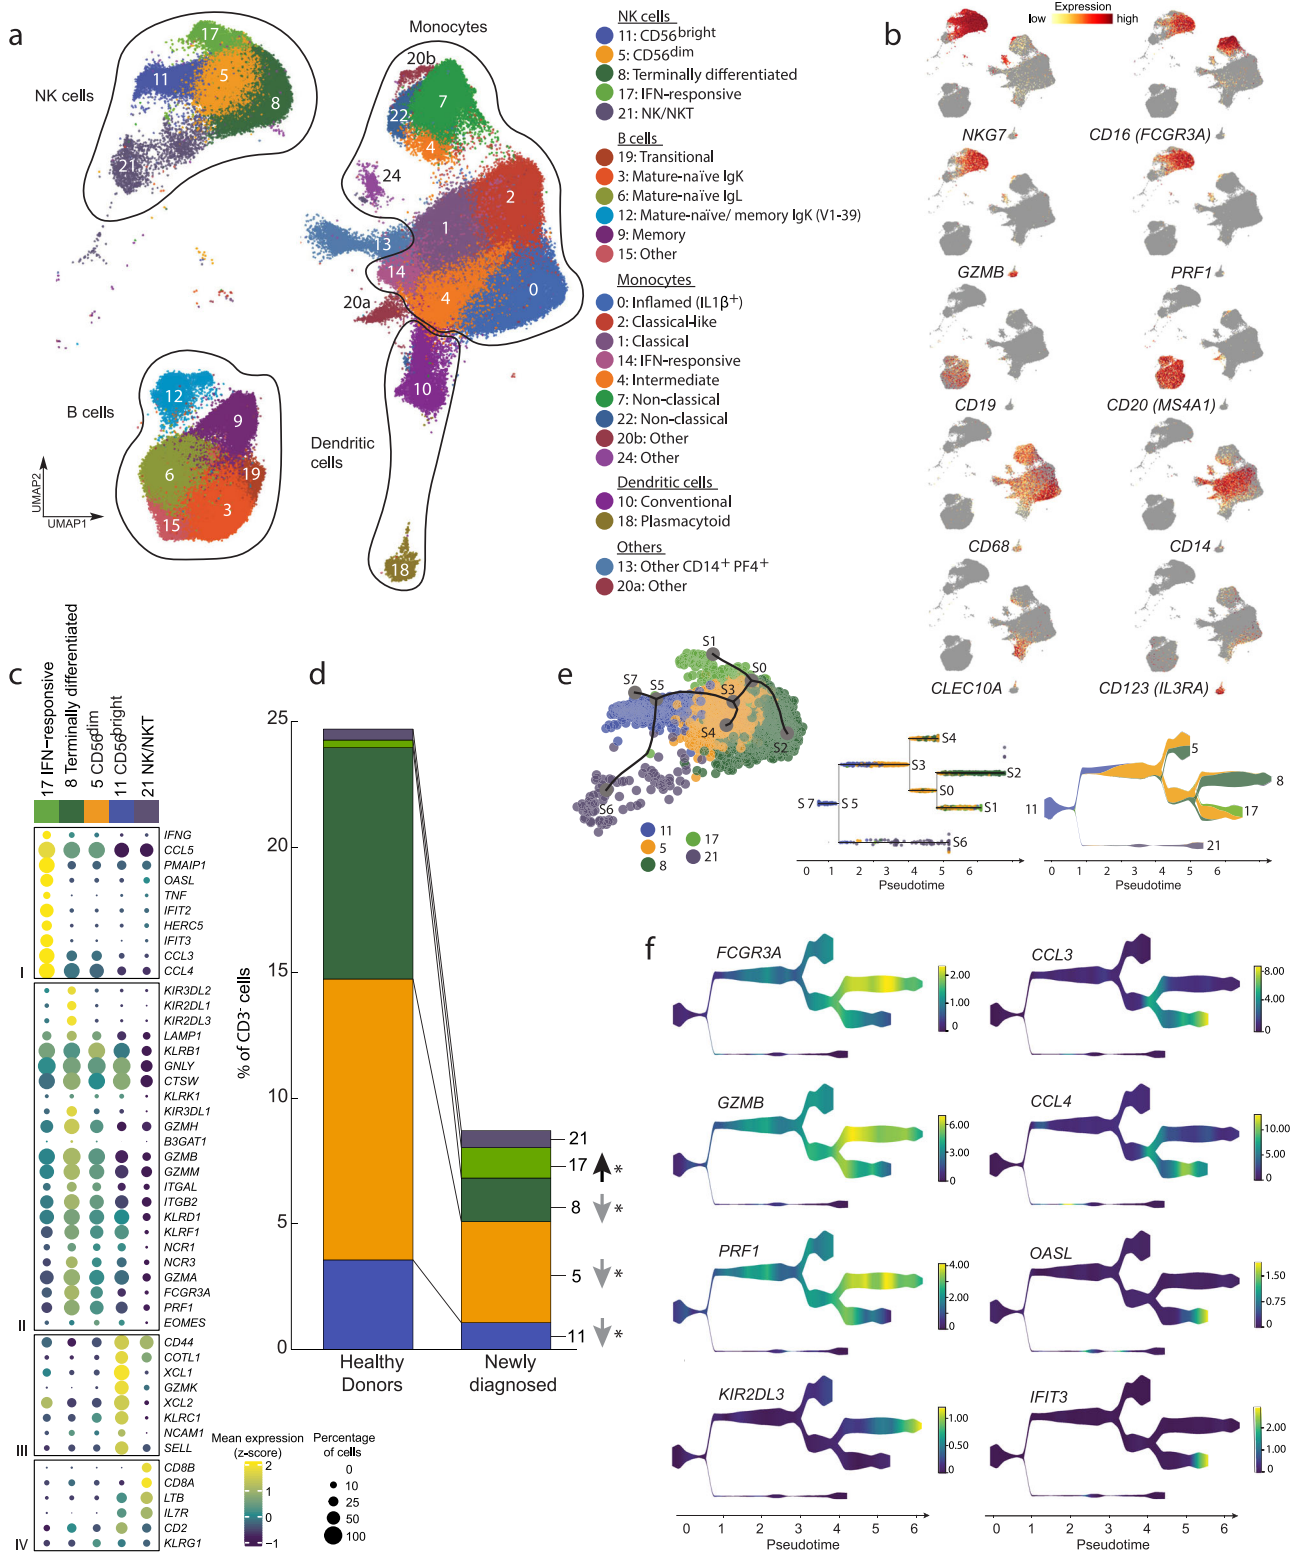 a
NK cells
17
11
5
8
21
B cells
12
9
6
19
3
15
UMAP2
UMAP1
Monocytes
20b
22
7
4
24
2
1
13
14
4
0
20a
10
Dendritic
cells
18
NK cells
11: CD56bright
5: CD56dim
8: Terminally differentiated
17: IFN-responsive
21: NK/NKT
B cells
19: Transitional
3: Mature-naïve IgK
6: Mature-naïve IgL
12: Mature-naïve/ memory IgK (V1-39)
9: Memory
15: Other
Monocytes
0: Inflamed (IL1β+)
2: Classical-like
1: Classical
14: IFN-responsive
4: Intermediate
7: Non-classical
22: Non-classical
20b: Other
24: Other
Dendritic cells
10: Conventional
18: Plasmacytoid
Others
13: Other CD14+ PF4+
20a: Other
b
Expression
low high
NKG7
CD16 (FCGR3A)
GZMB
PRF1
CD19
CD20 (MS4A1)
CD68
CD14
CLEC10A
CD123 (IL3RA)
c
17 IFN-responsive
8 Terminally differentiated
5 CD56dim
11 CD56bright
21 NK/NKT
IFNG
CCL5
PMAIP1
OASL
TNF
IFIT2
HERC5
IFIT3
CCL3
CCL4
I
KIR3DL2
KIR2DL1
KIR2DL3
LAMP1
KLRB1
GNLY
CTSW
KLRK1
KIR3DL1
GZMH
B3GAT1
GZMB
GZMM
ITGAL
ITGB2
KLRD1
KLRF1
NCR1
NCR3
GZMA
FCGR3A
PRF1
EOMES
II
CD44
COTL1
XCL1
GZMK
XCL2
KLRC1
NCAM1
SELL
III
CD8B
CD8A
LTB
IL7R
CD2
KLRG1
IV
Mean expression
(z-score)
2
1
0
−1
Percentage
of cells
0
10
25
50
100
d
% of CD3- cells
25
20
15
10
5
0
Healthy
Donors
Newly
diagnosed
21
17 *
8 *
5 *
11 *
e
S1
S0
S7
S5
S3
S4
S2
S6
11
5
8
17
21
S4
S3
S2
S7 S5
S0
S1
S6
0 1 2 3 4 5 6
Pseudotime
5
8
11
17
21
0 1 2 3 4 5 6
Pseudotime
f
FCGR3A
2.00
1.00
0
CCL3
8.00
4.00
0
GZMB
6.00
3.00
0
CCL4
10.00
5.00
0
PRF1
4.00
2.00
0
OASL
1.50
0.75
0
KIR2DL3
1.00
0.50
0
IFIT3
2.00
1.00
0
0 1 2 3 4 5 6
Pseudotime
0 1 2 3 4 5 6
Pseudotime